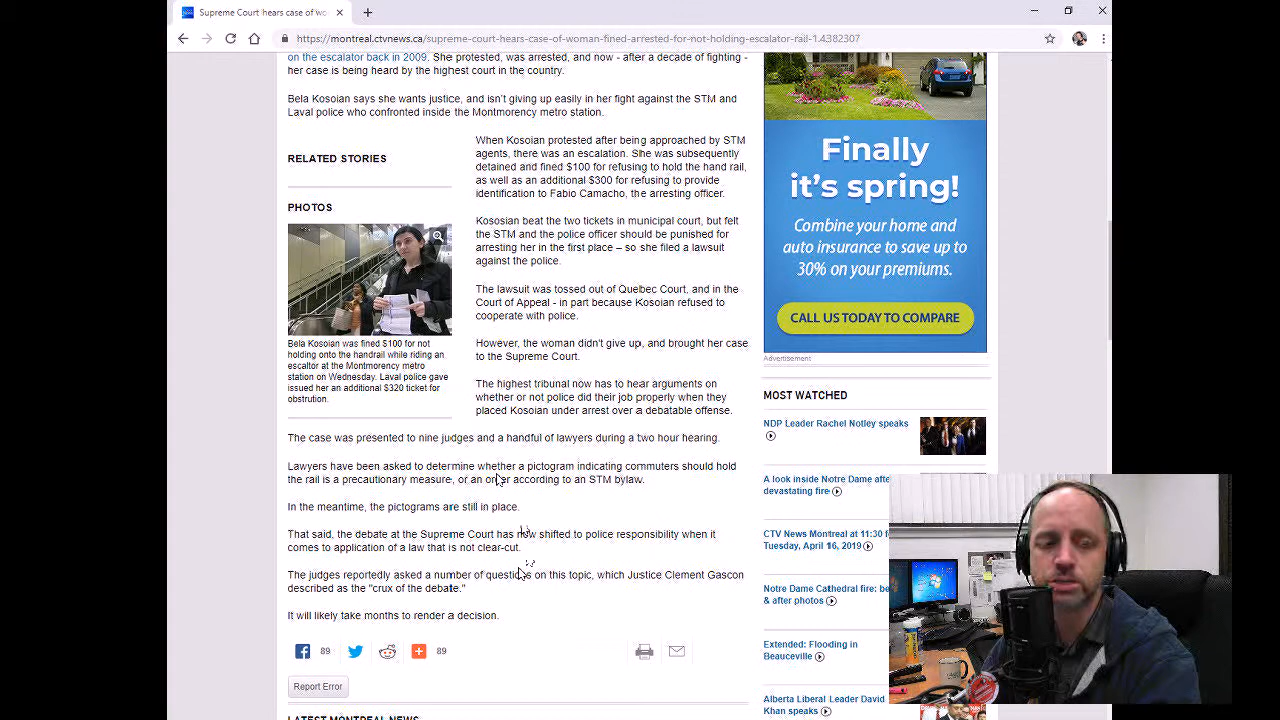 Supreme Court hears case of wo
https://montreal.ctvnews.ca/supreme-court-hears-case-of-woman-fined-arrested-for-not-holding-escalator-rail-1.4382307
on the escalator back in 2009. She protested, was arrested, and now - after a decade of fighting -
her case is being heard by the highest court in the country.
Bela Kosoian says she wants justice, and isn't giving up easily in her fight against the STM and
Laval police who confronted inside the Montmorency metro station.
RELATED STORIES
PHOTOS
Bela Kosoian was fined $100 for not
holding onto the handrail while riding an
escaltor at the Montmorency metro
station on Wednesday. Laval police gave
issued her an additional $320 ticket for
obstrution.
When Kosoian protested after being approached by STM
agents, there was an escalation. She was subsequently
detained and fined $100 for refusing to hold the hand rail,
as well as an additional $300 for refusing to provide
identification to Fabio Camacho, the arresting officer.
Kososian beat the two tickets in municipal court, but felt
the STM and the police officer should be punished for
arresting her in the first place – so she filed a lawsuit
against the police.
The lawsuit was tossed out of Quebec Court, and in the
Court of Appeal - in part because Kosoian refused to
cooperate with police.
However, the woman didn't give up, and brought her case
to the Supreme Court.
The highest tribunal now has to hear arguments on
whether or not police did their job properly when they
placed Kosoian under arrest over a debatable offense.
The case was presented to nine judges and a handful of lawyers during a two hour hearing.
Lawyers have been asked to determine whether a pictogram indicating commuters should hold
the rail is a precautionary measure, or an order according to an STM bylaw.
In the meantime, the pictograms are still in place.
That said, the debate at the Supreme Court has now shifted to police responsibility when it
comes to application of a law that is not clear-cut.
The judges reportedly asked a number of questions on this topic, which Justice Clement Gascon
described as the "crux of the debate."
It will likely take months to render a decision.
89
89
Report Error
LATEST MONTREAL NEWS
Finally
it's spring!
Combine your home and
auto insurance to save up to
30% on your premiums.
CALL US TODAY TO COMPARE
Advertisement
MOST WATCHED
NDP Leader Rachel Notley speaks
A look inside Notre Dame after
devastating fire
CTV News Montreal at 11:30 for
Tuesday, April 16, 2019
Notre Dame Cathedral fire: be
& after photos
Extended: Flooding in
Beauceville
Alberta Liberal Leader David
Khan speaks